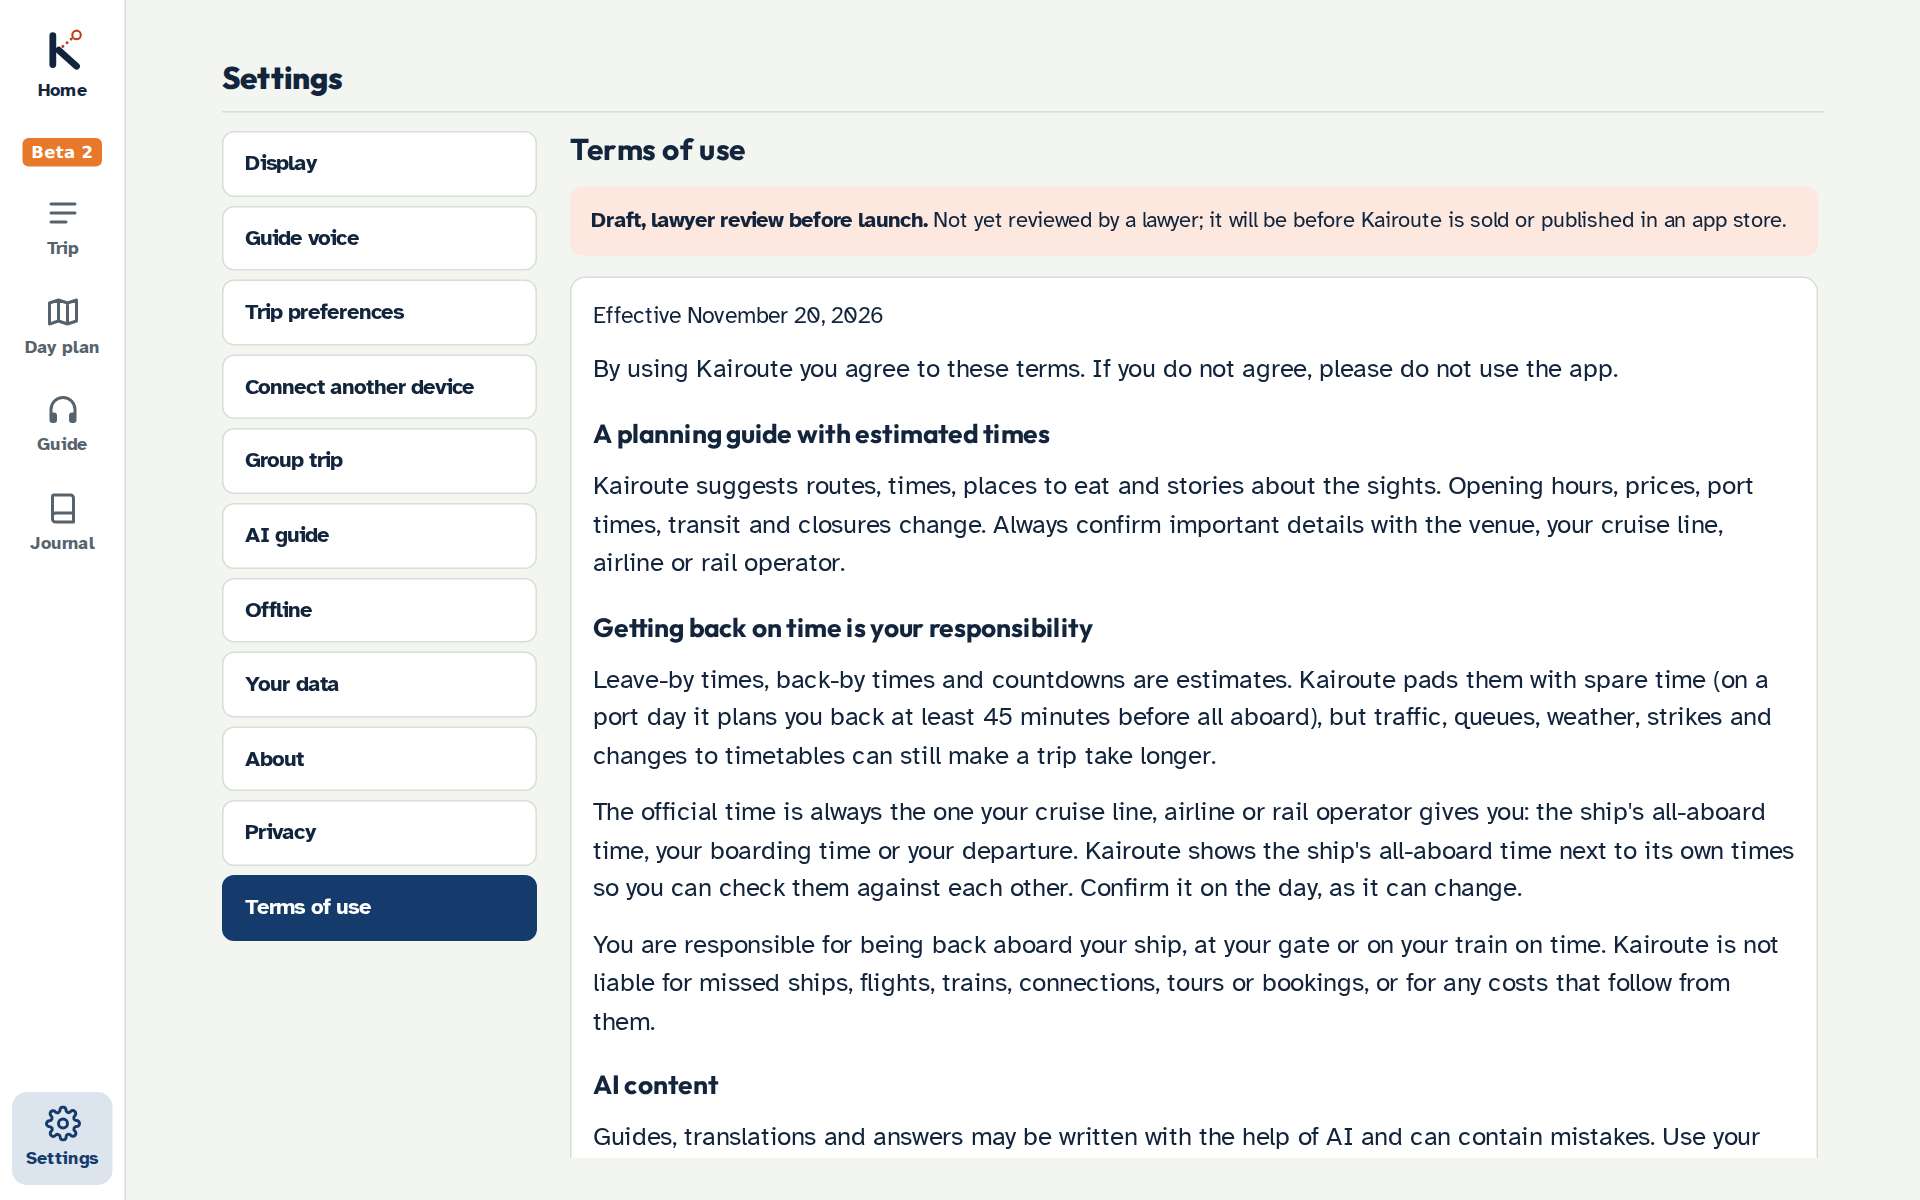 Home
Beta 2
Trip
Day plan
Guide
Journal
Settings
Settings
Display
Guide voice
Trip preferences
Connect another device
Group trip
AI guide
Offline
Your data
About
Privacy
Terms of use
Terms of use
Draft, lawyer review before launch. Not yet reviewed by a lawyer; it will be before Kairoute is sold or published in an app store.
Effective November 20, 2026
By using Kairoute you agree to these terms. If you do not agree, please do not use the app.
A planning guide with estimated times
Kairoute suggests routes, times, places to eat and stories about the sights. Opening hours, prices, port
times, transit and closures change. Always confirm important details with the venue, your cruise line,
airline or rail operator.
Getting back on time is your responsibility
Leave-by times, back-by times and countdowns are estimates. Kairoute pads them with spare time (on a
port day it plans you back at least 45 minutes before all aboard), but traffic, queues, weather, strikes and
changes to timetables can still make a trip take longer.
The official time is always the one your cruise line, airline or rail operator gives you: the ship's all-aboard
time, your boarding time or your departure. Kairoute shows the ship's all-aboard time next to its own times
so you can check them against each other. Confirm it on the day, as it can change.
You are responsible for being back aboard your ship, at your gate or on your train on time. Kairoute is not
liable for missed ships, flights, trains, connections, tours or bookings, or for any costs that follow from
them.
AI content
Guides, translations and answers may be written with the help of AI and can contain mistakes. Use your